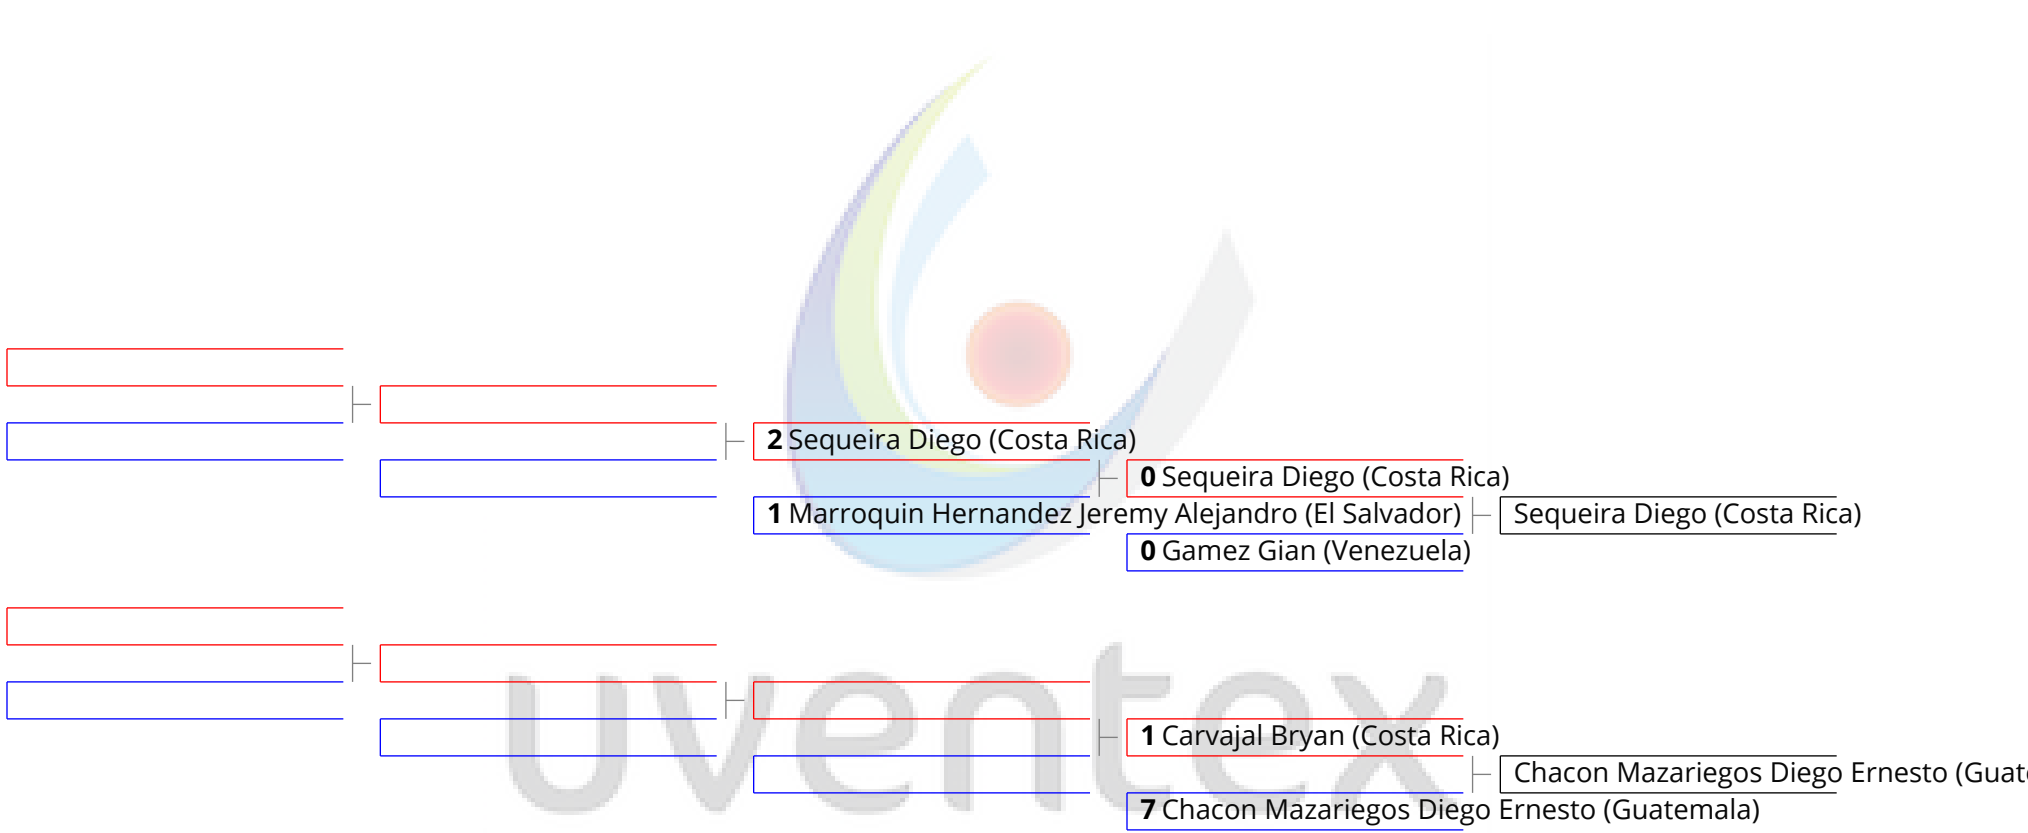 2 Sequeira Diego (Costa Rica)
0 Sequeira Diego (Costa Rica)
1 Marroquin Hernandez Jeremy Alejandro (El Salvador)
Sequeira Diego (Costa Rica)
0 Gamez Gian (Venezuela)
uventex
1 Carvajal Bryan (Costa Rica)
Chacon Mazariegos Diego Ernesto (Guat
7 Chacon Mazariegos Diego Ernesto (Guatemala)